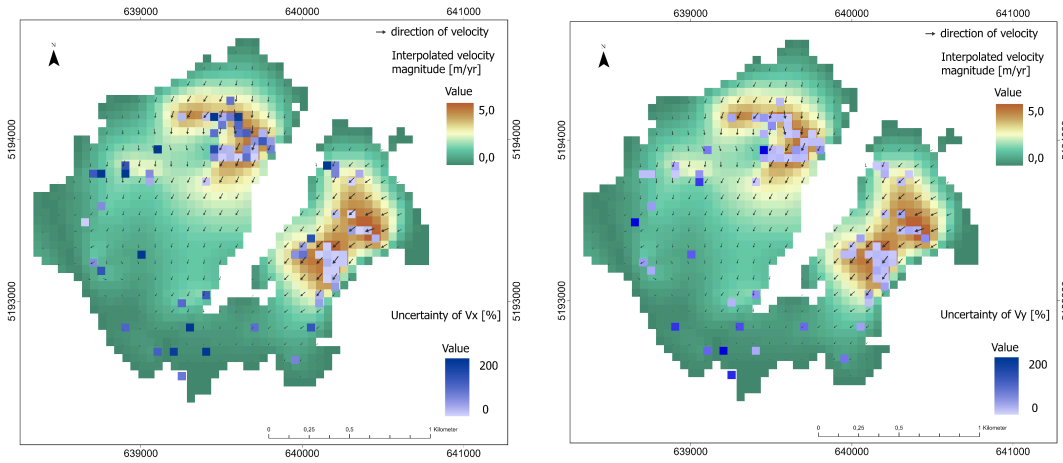 639000 640000 641000
N
direction of velocity
Interpolated velocity
magnitude [m/yr]
Value
5,0
0,0
5194000
5193000
Uncertainty of Vx [%]
Value
200
0
0 0,25 0,5 1 Kilometer
639000 640000 641000
639000 640000 641000
N
direction of velocity
Interpolated velocity
magnitude [m/yr]
Value
5,0
0,0
5194000
5193000
Uncertainty of Vy [%]
Value
200
0
0 0,25 0,5 1 Kilometer
639000 640000 641000